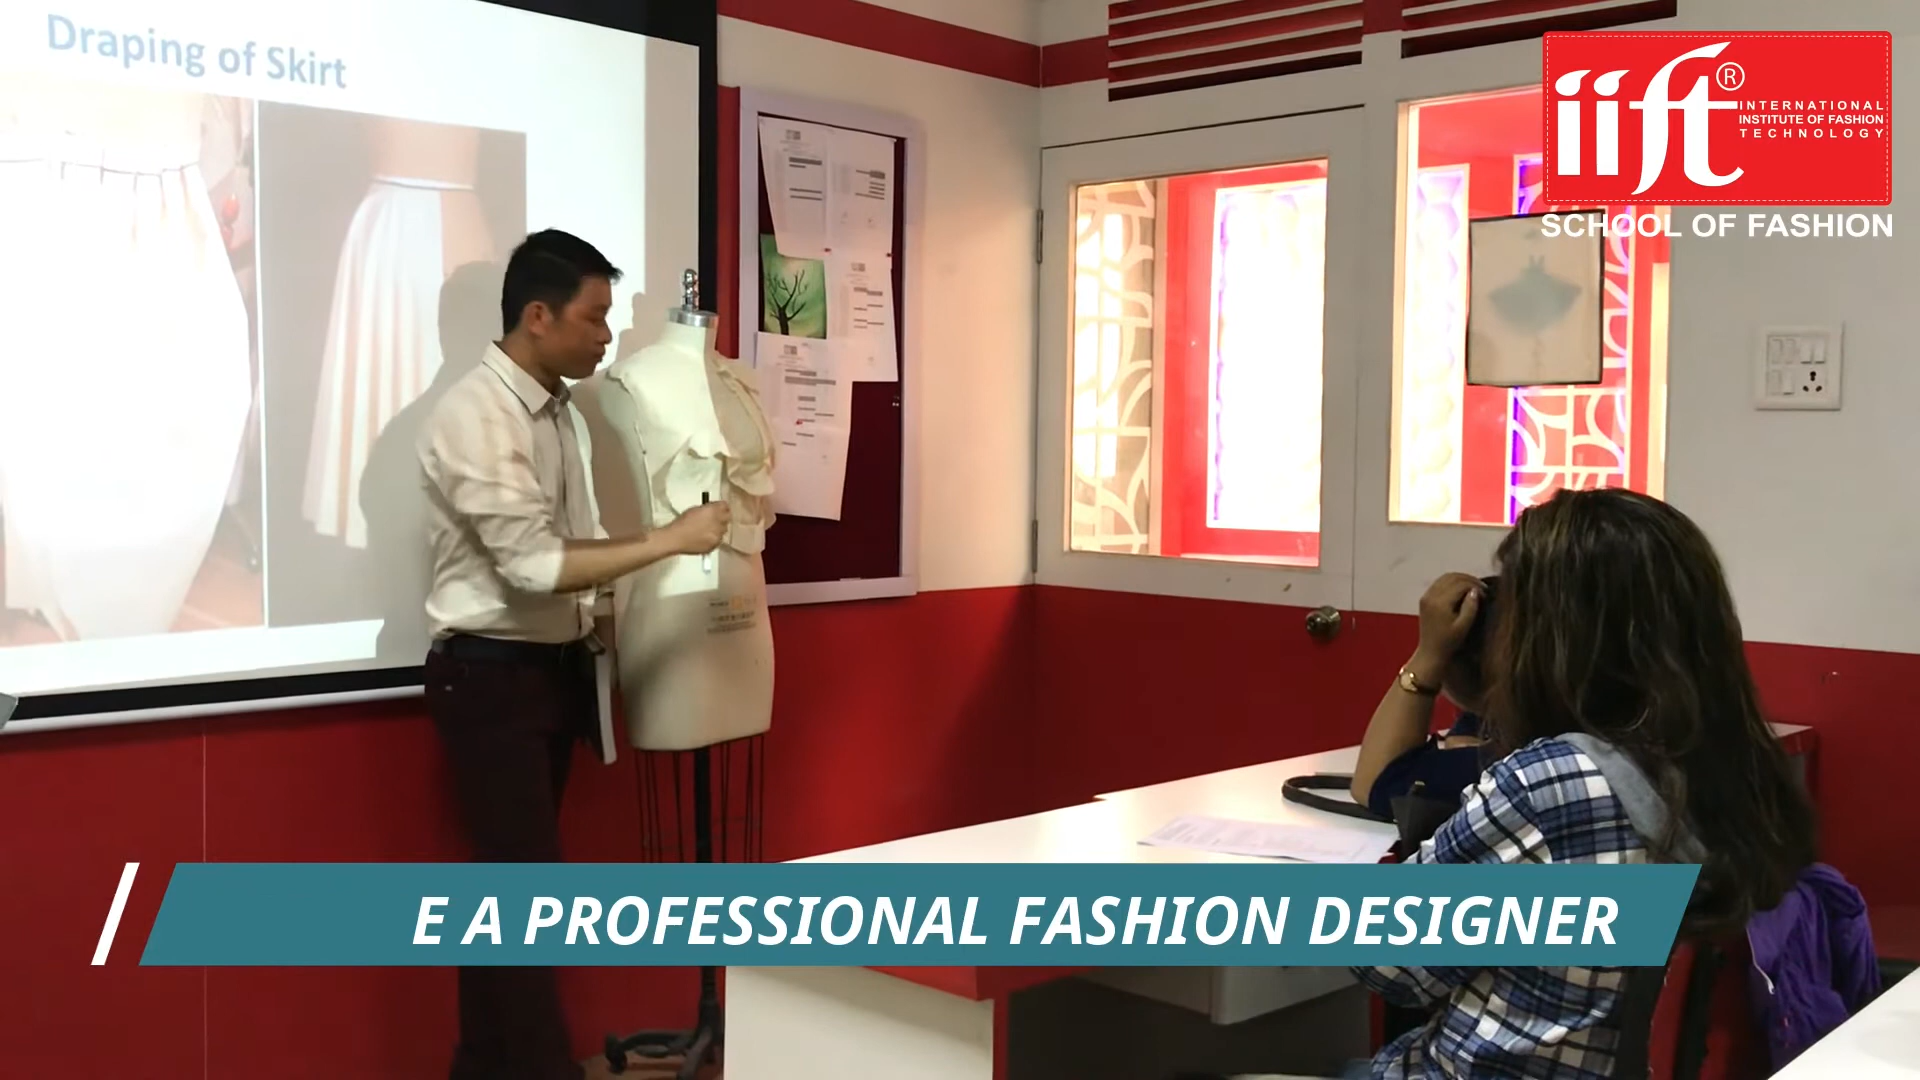 Draping of Skirt
iift®
INTERNATIONAL
INSTITUTE OF FASHION
TECHNOLOGY
SCHOOL OF FASHION
E A PROFESSIONAL FASHION DESIGNER